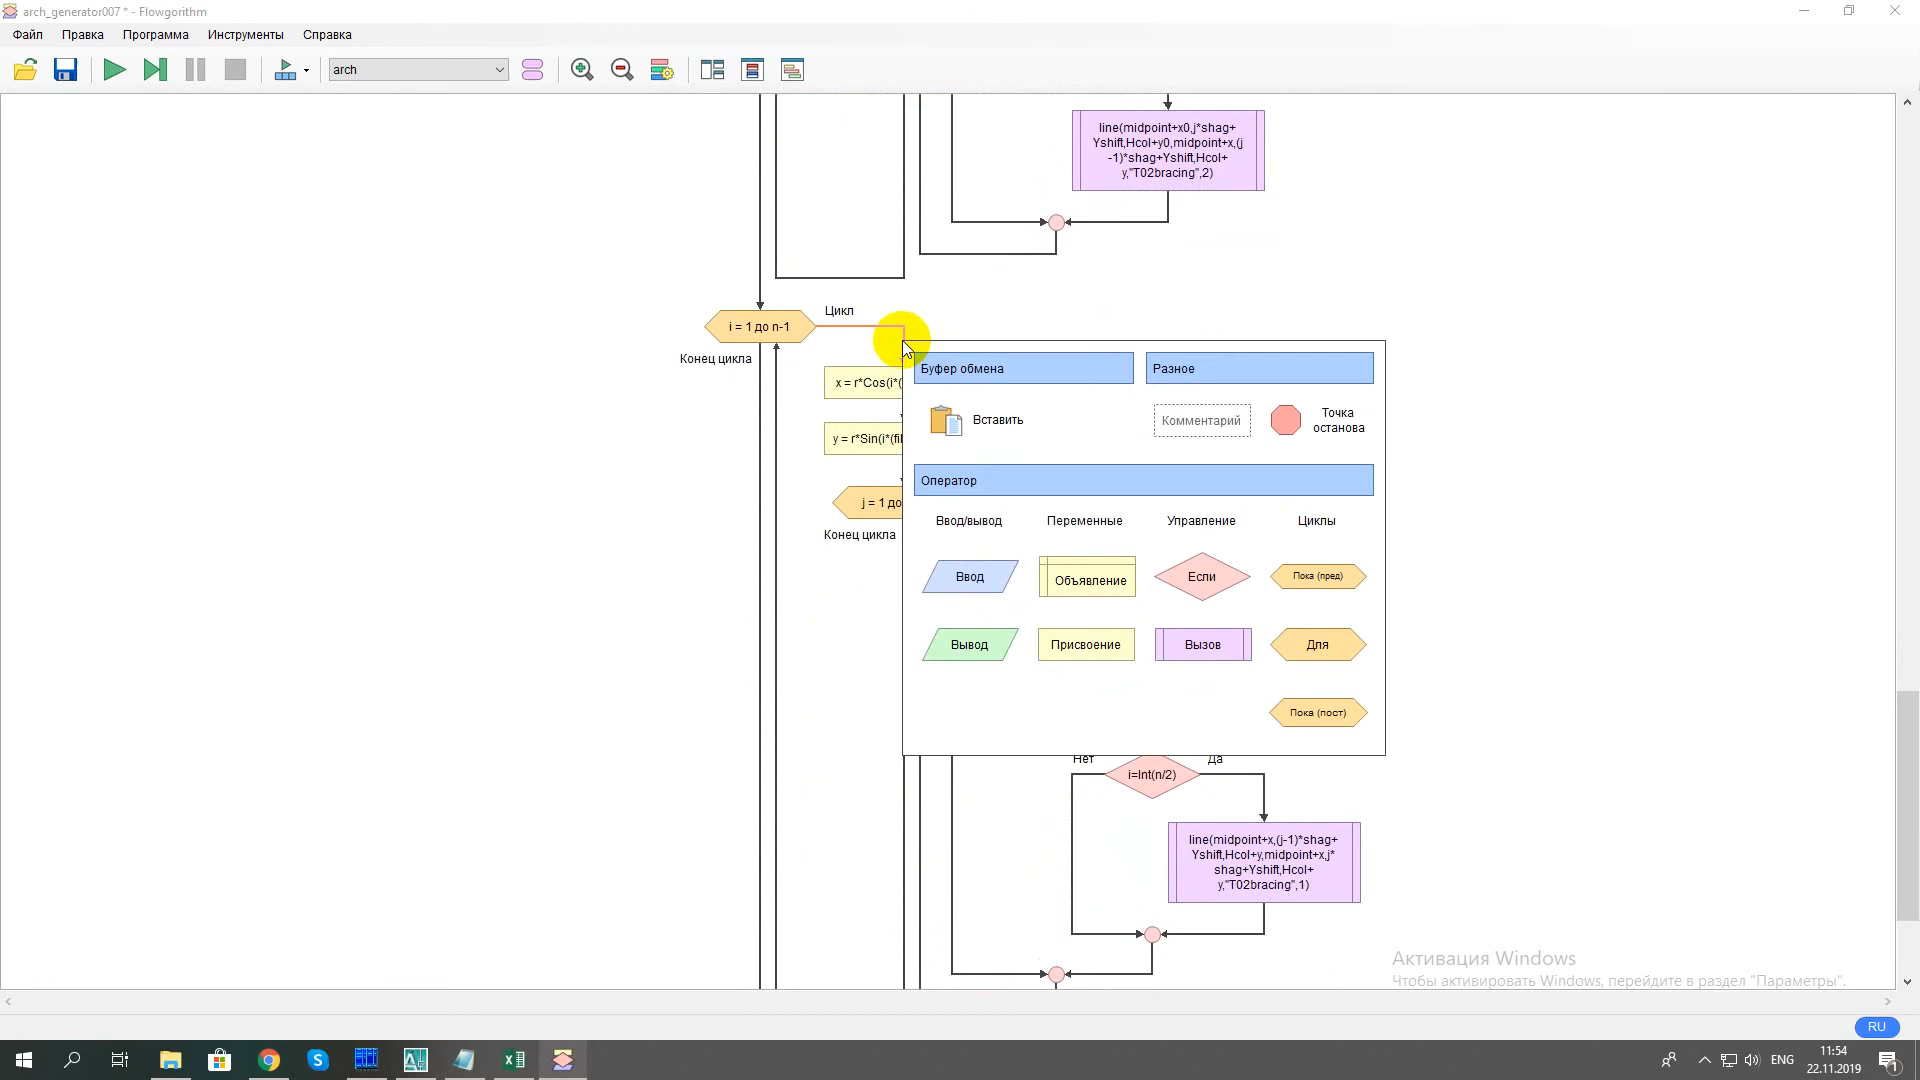 arch_generator007 * - Flowgorithm
Файл Правка Программа Инструменты Справка
arch
line(midpoint+x0,j*shag+
Yshift,Hcol+y0,midpoint+x,(j
-1)*shag+Yshift,Hcol+
y,"T02bracing",2)
Цикл
i = 1 до n-1
Конец цикла
x = r*Cos(i*(
y = r*Sin(i*(fi
j = 1 до
Конец цикла
Буфер обмена Разное
Вставить
Комментарий
Точка
останова
Оператор
Ввод/вывод Переменные Управление Циклы
Ввод Объявление Если Пока (пред)
Вывод Присвоение Вызов Для
Пока (пост)
Нет Да
i=Int(n/2)
line(midpoint+x,(j-1)*shag+
Yshift,Hcol+y,midpoint+x,j*
shag+Yshift,Hcol+
y,"T02bracing",1)
Активация Windows
Чтобы активировать Windows, перейдите в раздел "Параметры".
RU
ENG
11:54
22.11.2019
1